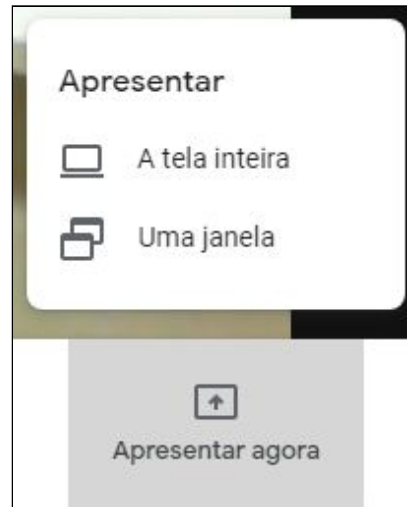 Apresentar
A tela inteira
Uma janela
Apresentar agora